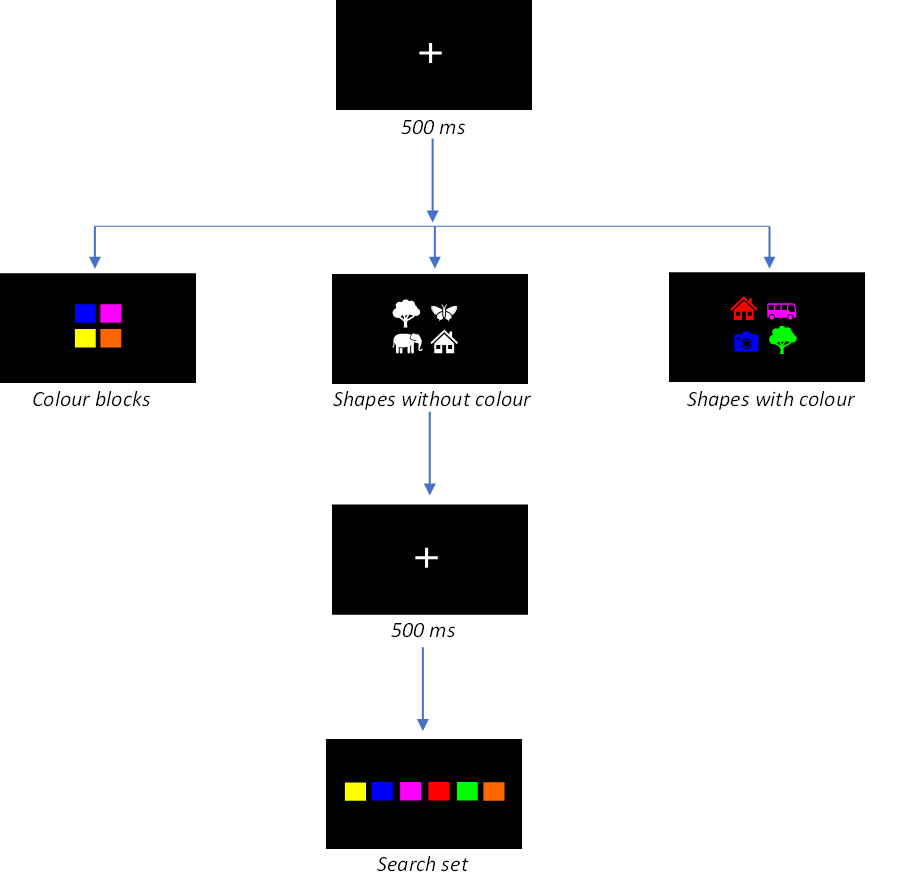 500 ms
Colour blocks
Shapes without colour
Shapes with colour
500 ms
Search set